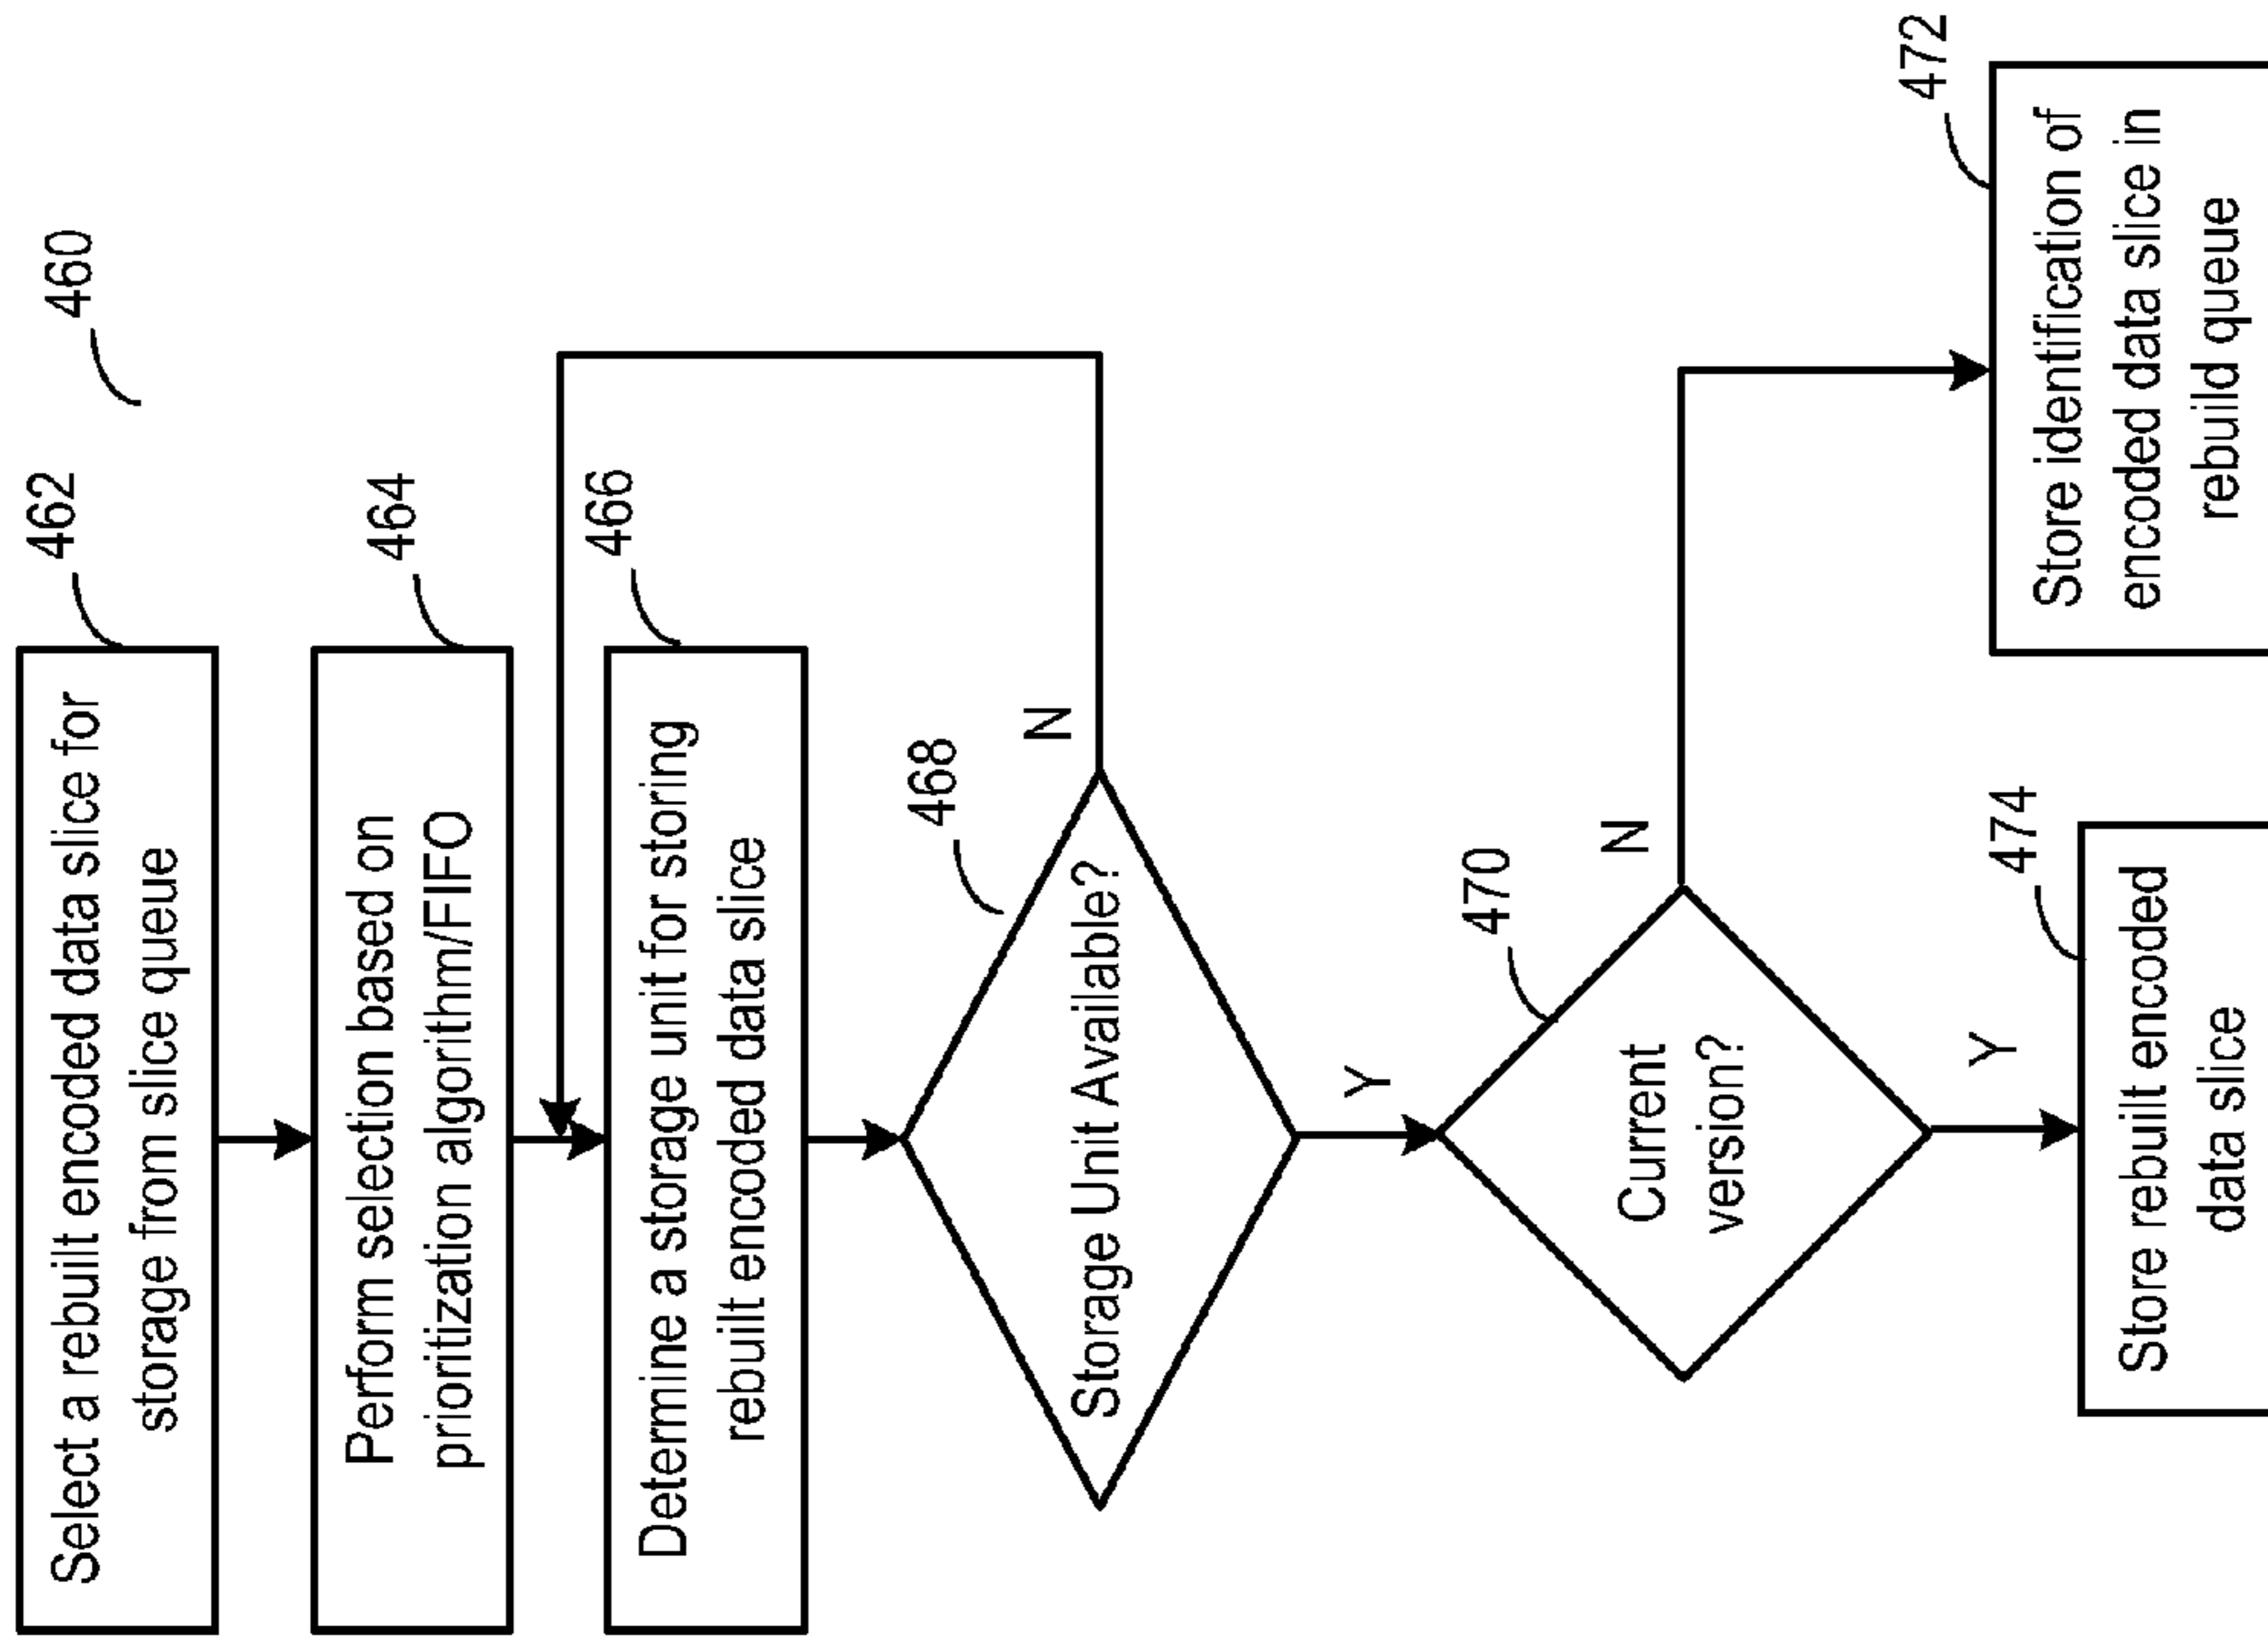 460
462
Select a rebuilt encoded data slice for
storage from slice queue
464
Perform selection based on
prioritization algorithm/FIFO
466
Determine a storage unit for storing
rebuilt encoded data slice
468
Storage Unit Available?
N
Y
470
Current
version?
N
472
Store identification of
encoded data slice in
rebuild queue
Y
474
Store rebuilt encoded
data slice